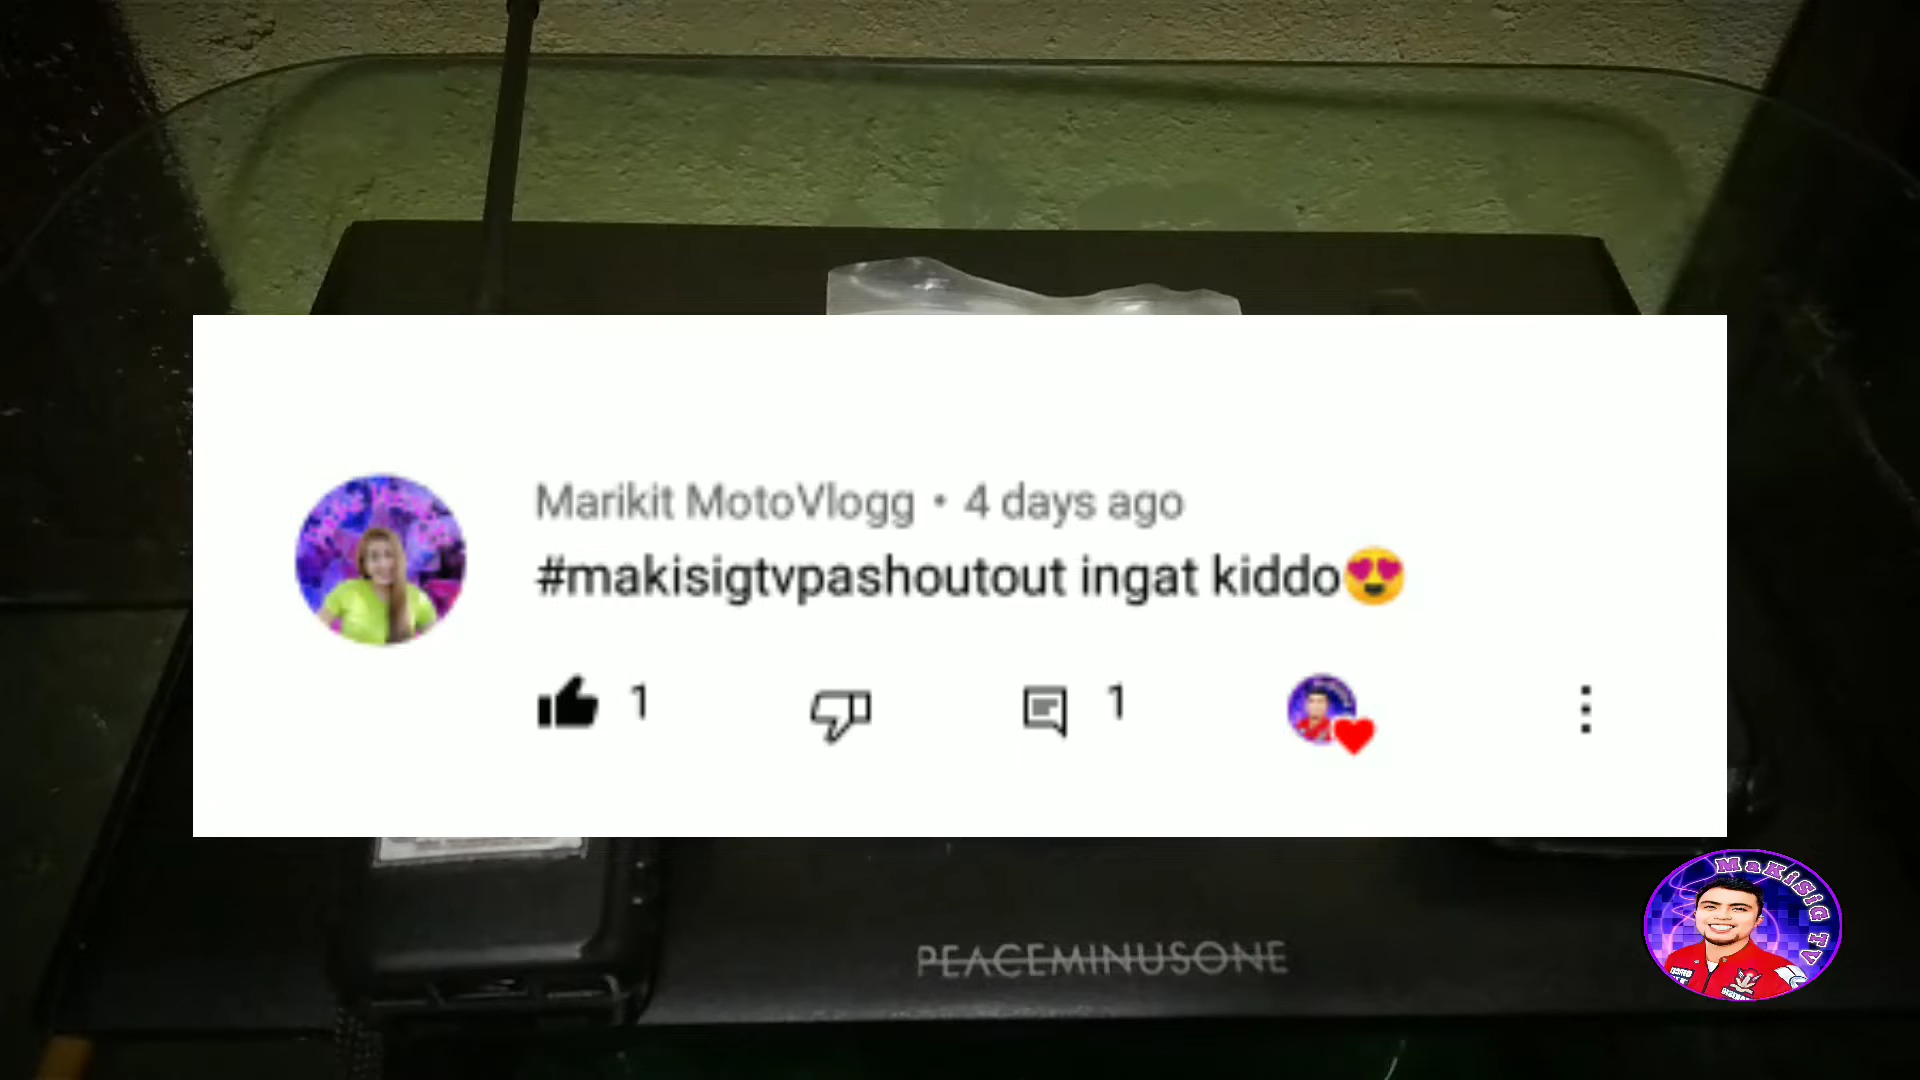 Marikit MotoVlogg • 4 days ago
#makisigtvpashoutout ingat kiddo😍
1
1
PEACEMINUSONE
MaKiSiG TV